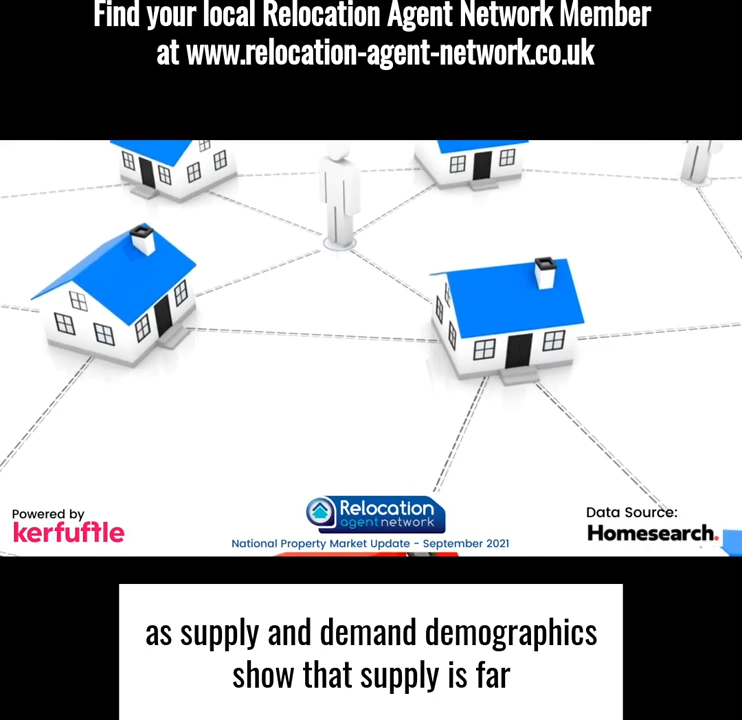 Find your local Relocation Agent Network Member
at www.relocation-agent-network.co.uk
Powered by
kerfuffle
Relocation
agentnetwork
National Property Market Update - September 2021
Data Source:
Homesearch.
as supply and demand demographics
show that supply is far